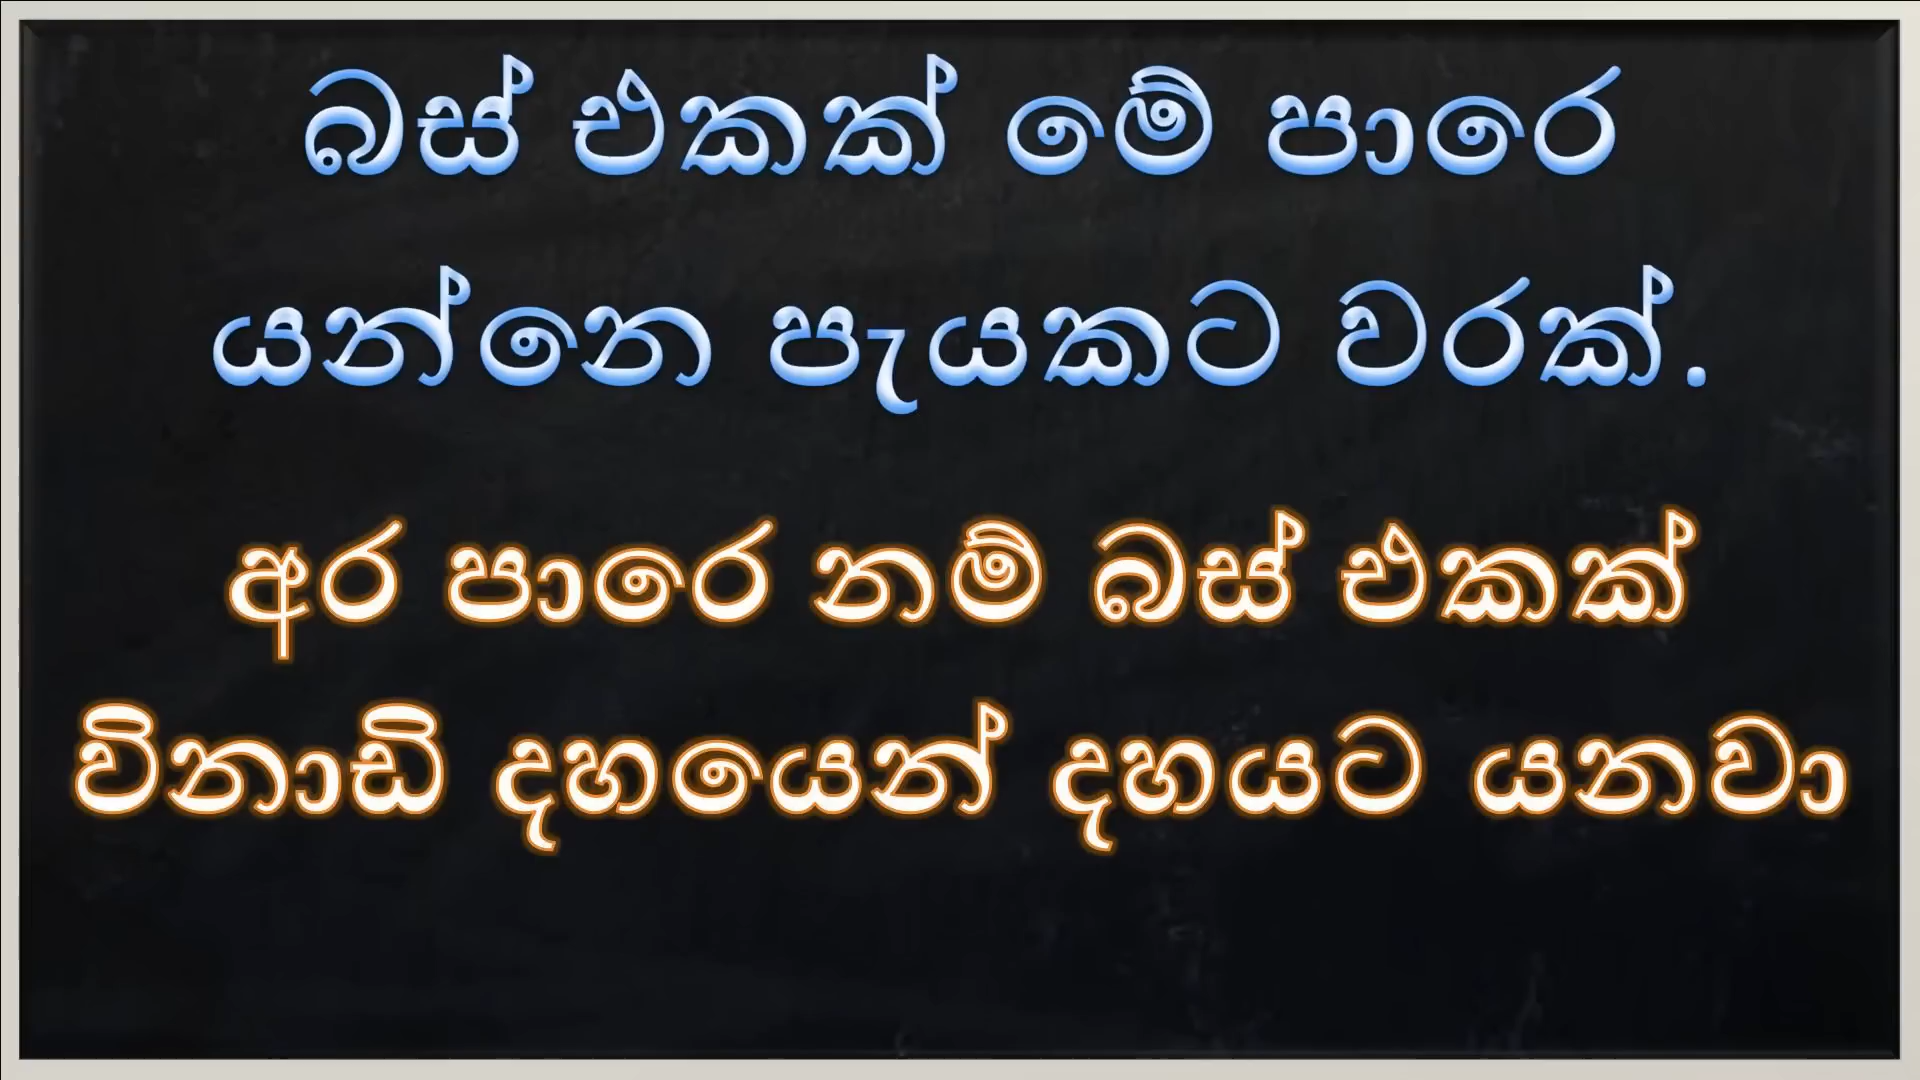 බස් එකක් මේ පාරෙ
යන්නෙ පැයකට වරක්.
අර පාරෙ නම් බස් එකක්
විනාඩි දහයෙන් දහයට යනවා